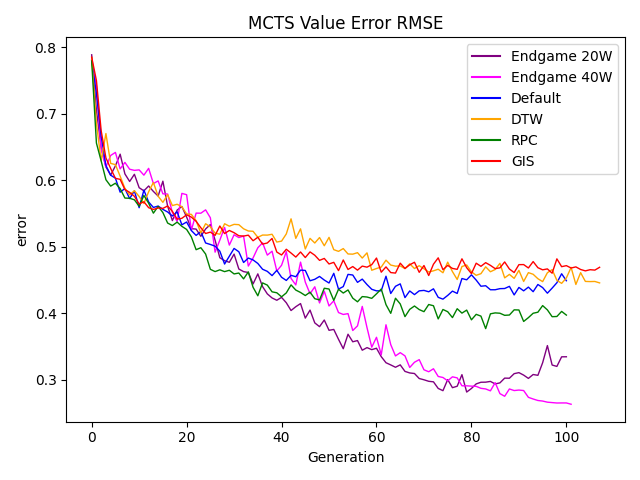 MCTS Value Error RMSE
Endgame 20W
Endgame 40W
Default
DTW
RPC
GIS
error
0.8
0.7
0.6
0.5
0.4
0.3
0 20 40 60 80 100
Generation